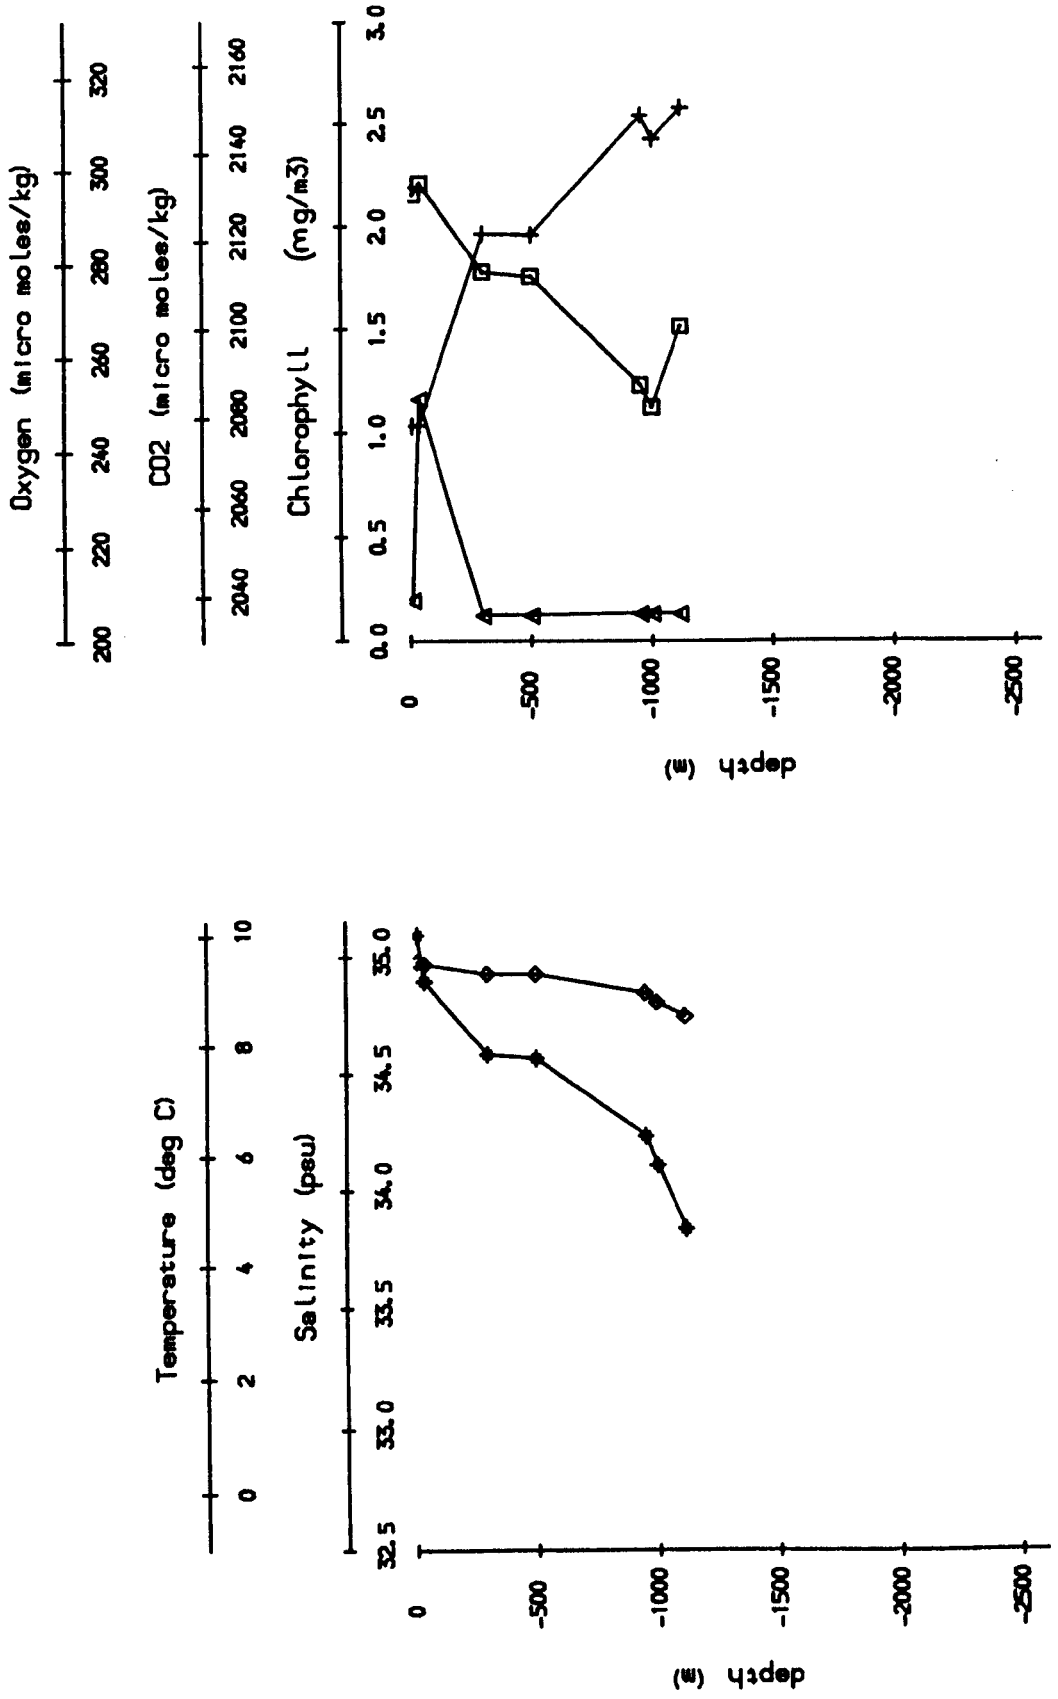 Temperature (deg C)
0 2 4 6 8 10
Salinity (psu)
32.5 33.0 33.5 34.0 34.5 35.0
0
-500
-1000
-1500
-2000
-2500
depth (m)
Oxygen (micro moles/kg)
200 220 240 260 280 300 320
CO2 (micro moles/kg)
2040 2060 2080 2100 2120 2140 2160
Chlorophyll (mg/m3)
0.0 0.5 1.0 1.5 2.0 2.5 3.0
0
-500
-1000
-1500
-2000
-2500
depth (m)